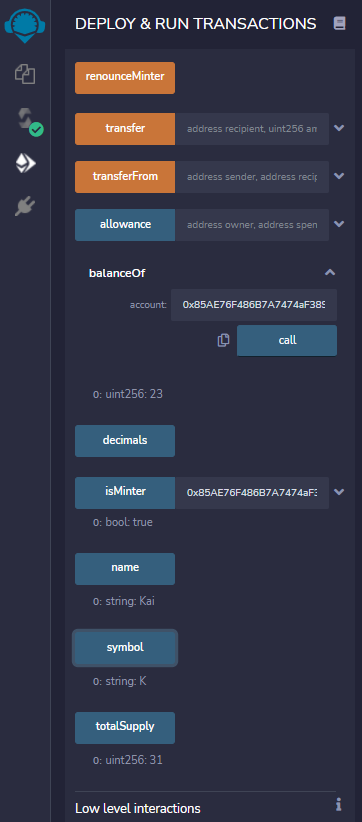 DEPLOY & RUN TRANSACTIONS
renounceMinter
transfer address recipient, uint256 am
transferFrom address sender, address recip
allowance address owner, address spen
balanceOf
account: 0x85AE76F486B7A7474aF389
call
0: uint256: 23
decimals
isMinter 0x85AE76F486B7A7474aF3
0: bool: true
name
0: string: Kai
symbol
0: string: K
totalSupply
0: uint256: 31
Low level interactions